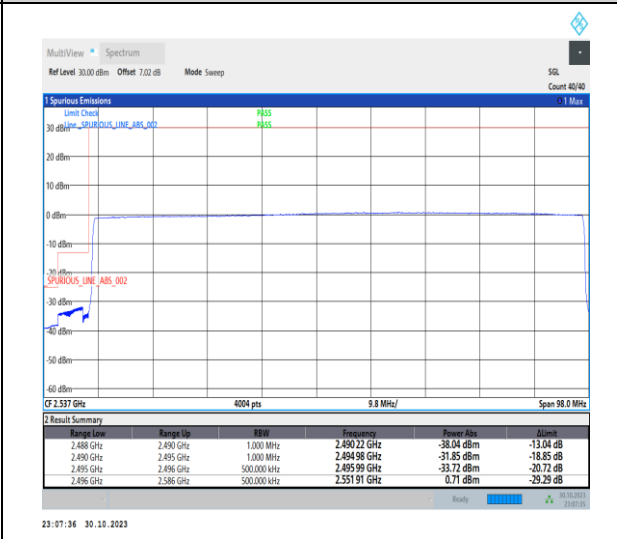 MultiView Spectrum
Ref Level 30.00 dBm Offset 7.02 dB Mode Sweep SGL
Count 40/40
1 Spurious Emissions 1 Max
Limit Check PASS
Line _SPURIOUS_LINE_ABS_002 PASS
30 dBm
20 dBm
10 dBm
0 dBm
-10 dBm
-20 dBm
_SPURIOUS_LINE_ABS_002
-30 dBm
-40 dBm
-50 dBm
-60 dBm
CF 2.537 GHz 4004 pts 9.8 MHz/ Span 98.0 MHz
2 Result Summary
Range Low Range Up RBW Frequency Power Abs ΔLimit
2.488 GHz 2.490 GHz 1.000 MHz 2.490 22 GHz -38.04 dBm -13.04 dB
2.490 GHz 2.495 GHz 1.000 MHz 2.494 98 GHz -31.85 dBm -18.85 dB
2.495 GHz 2.496 GHz 500.000 kHz 2.495 99 GHz -33.72 dBm -20.72 dB
2.496 GHz 2.586 GHz 500.000 kHz 2.551 91 GHz 0.71 dBm -29.29 dB
Ready 30.10.2023
23:07:35
23:07:36 30.10.2023